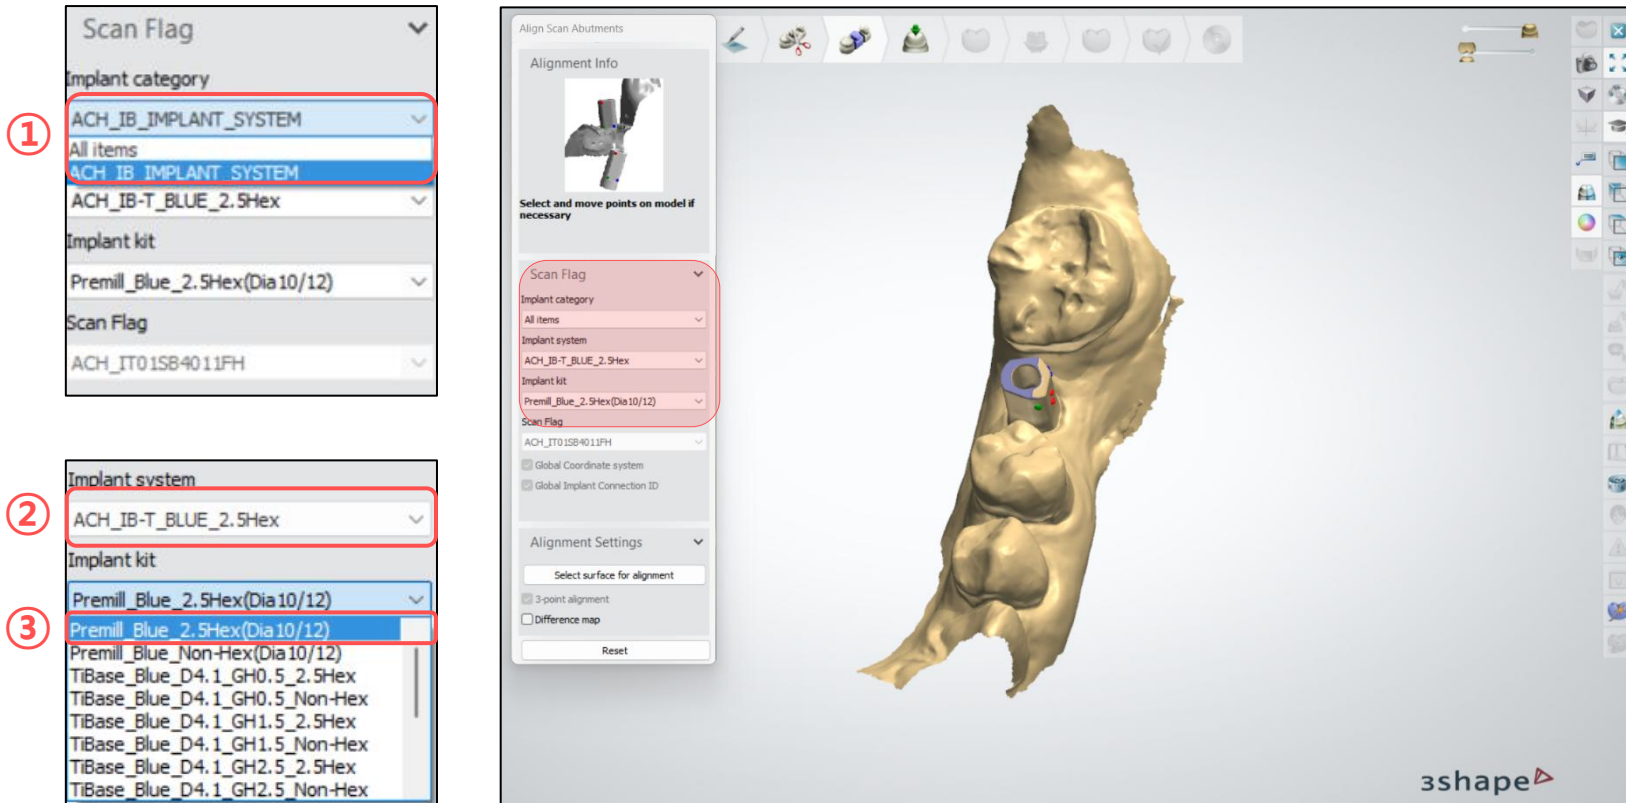 ①
Scan Flag
Implant category
ACH_IB_IMPLANT_SYSTEM
All items
ACH_IB_IMPLANT_SYSTEM
ACH_IB-T_BLUE_2.5Hex
Implant kit
Premill_Blue_2.5Hex(Dia10/12)
Scan Flag
ACH_IT01SB4011FH
②
Implant system
ACH_IB-T_BLUE_2.5Hex
Implant kit
Premill_Blue_2.5Hex(Dia10/12)
③
Premill_Blue_2.5Hex(Dia10/12)
Premill_Blue_Non-Hex(Dia10/12)
TiBase_Blue_D4.1_GH0.5_2.5Hex
TiBase_Blue_D4.1_GH0.5_Non-Hex
TiBase_Blue_D4.1_GH1.5_2.5Hex
TiBase_Blue_D4.1_GH1.5_Non-Hex
TiBase_Blue_D4.1_GH2.5_2.5Hex
TiBase_Blue_D4.1_GH2.5_Non-Hex
Align Scan Abutments
Alignment Info
Select and move points on model if
necessary
Scan Flag
Implant category
All items
Implant system
ACH_IB-T_BLUE_2.5Hex
Implant kit
Premill_Blue_2.5Hex(Dia10/12)
Scan Flag
ACH_IT01SB4011FH
Global Coordinate system
Global Implant Connection ID
Alignment Settings
Select surface for alignment
3-point alignment
Difference map
Reset
3shape